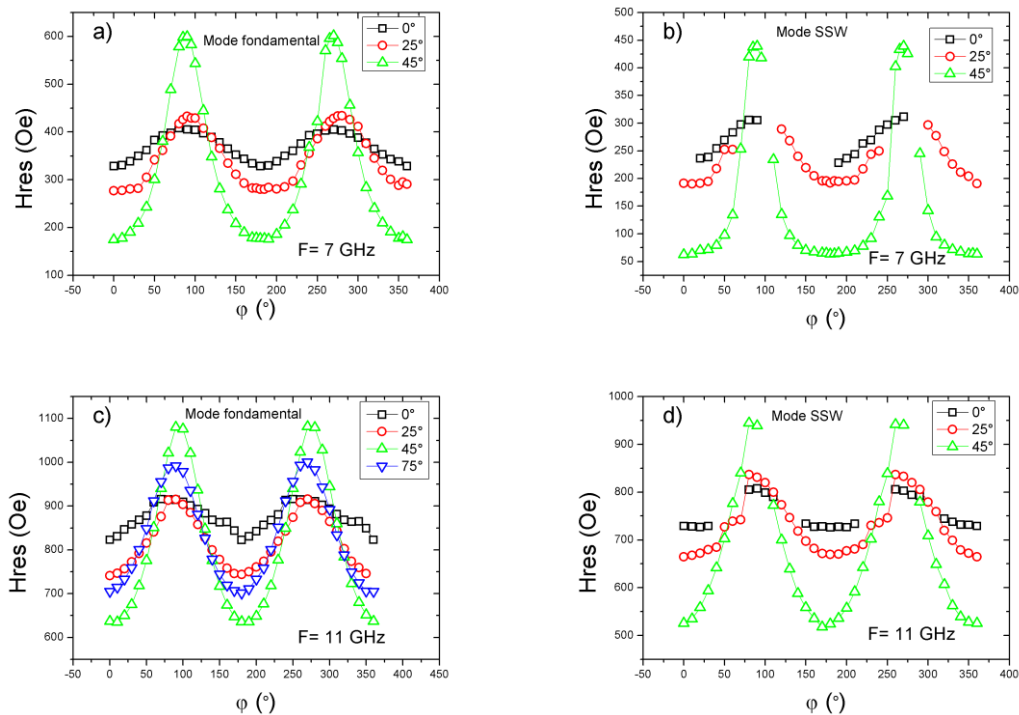 a)
Mode fondamental
0°
25°
45°
Hres (Oe)
600
500
400
300
200
100
F= 7 GHz
-50 0 50 100 150 200 250 300 350 400
φ (°)
b)
Mode SSW
0°
25°
45°
Hres (Oe)
500
450
400
350
300
250
200
150
100
50
F= 7 GHz
-50 0 50 100 150 200 250 300 350 400
φ (°)
c)
Mode fondamental
0°
25°
45°
75°
Hres (Oe)
1100
1000
900
800
700
600
F= 11 GHz
-50 0 50 100 150 200 250 300 350 400 450
φ (°)
d)
Mode SSW
0°
25°
45°
Hres (Oe)
1000
900
800
700
600
500
F= 11 GHz
-50 0 50 100 150 200 250 300 350 400
φ (°)